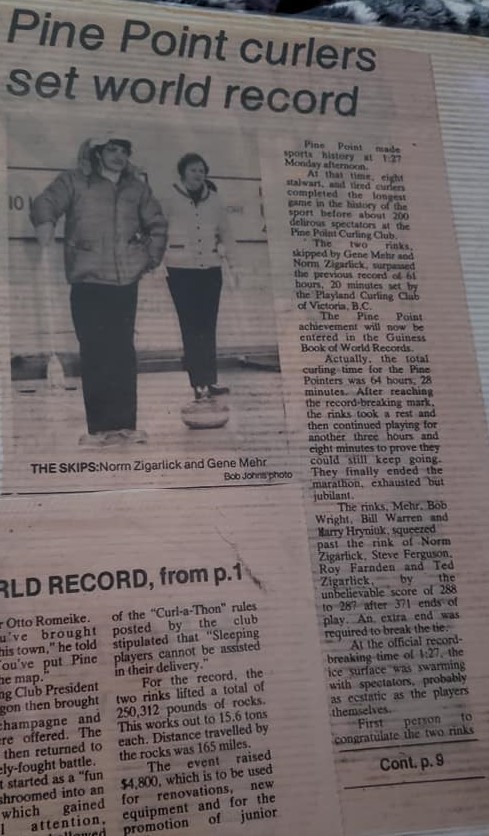 Pine Point curlers
set world record
THE SKIPS:Norm Zigarlick and Gene Mehr
Bob Johns photo
Pine Point made
sports history at 1:27
Monday afternoon.
At that time, eight
stalwart, and tired curlers
completed the longest
game in the history of the
sport before about 200
delirous spectators at the
Pine Point Curling Club.
The two rinks,
skipped by Gene Mehr and
Norm Zigarlick, surpassed
the previous record of 61
hours, 20 minutes set by
the Playland Curling Club
of Victoria, B.C.
The Pine Point
achievement will now be
entered in the Guiness
Book of World Records.
Actually, the total
curling time for the Pine
Pointers was 64 hours, 28
minutes. After reaching
the record-breaking mark,
the rinks took a rest and
then continued playing for
another three hours and
eight minutes to prove they
could still keep going.
They finally ended the
marathon, exhausted but
jubilant.
The rinks, Mehr, Bob
Wright, Bill Warren and
Harry Hryniuk, squeezed
past the rink of Norm
Zigarlick, Steve Ferguson,
Roy Farnden and Ted
Zigarlick, by the
unbelievable score of 288
to 287 after 371 ends of
play. An extra end was
required to break the tie.
At the official record-
breaking time of 1:27, the
ice surface was swarming
with spectators, probably
as ecstatic as the players
themselves.
First person to
congratulate the two rinks
Cont. p. 9
RLD RECORD, from p.1
r Otto Romeike.
u've brought
his town," he told
You've put Pine
he map."
ng Club President
gon then brought
champagne and
ere offered. The
then returned to
ely-fought battle.
t started as a "fun
shroomed into an
which gained
l attention,
of the "Curl-a-Thon" rules
posted by the club
stipulated that "Sleeping
players cannot be assisted
in their delivery."
For the record, the
two rinks lifted a total of
250,312 pounds of rocks.
This works out to 15.6 tons
each. Distance travelled by
the rocks was 165 miles.
The event raised
$4,800, which is to be used
for renovations, new
equipment and for the
promotion of junior